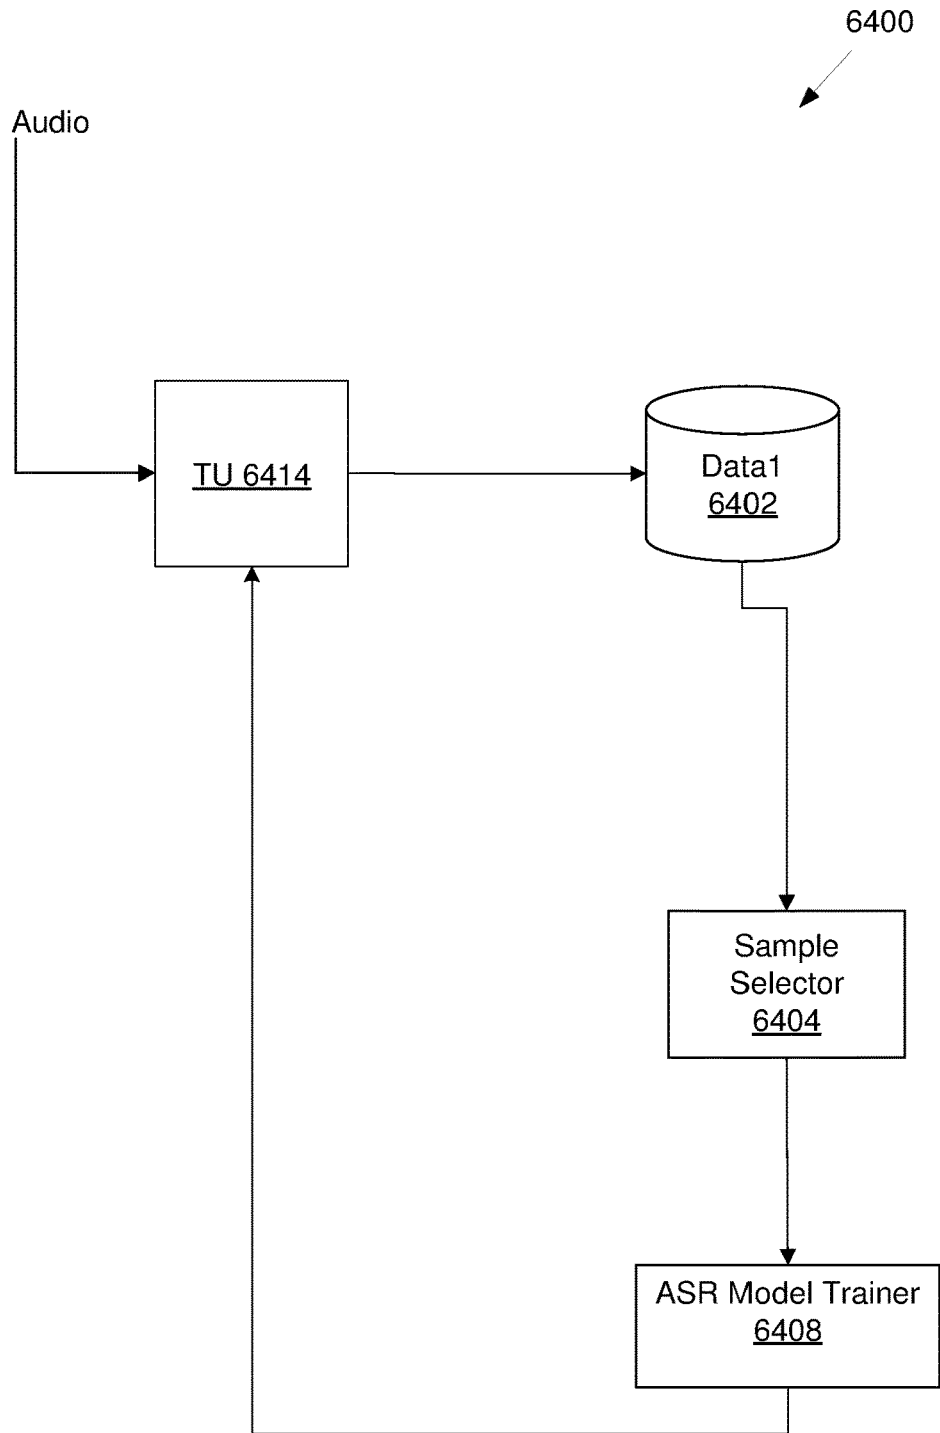 6400
Audio
TU 6414
Data1
6402
Sample
Selector
6404
ASR Model Trainer
6408